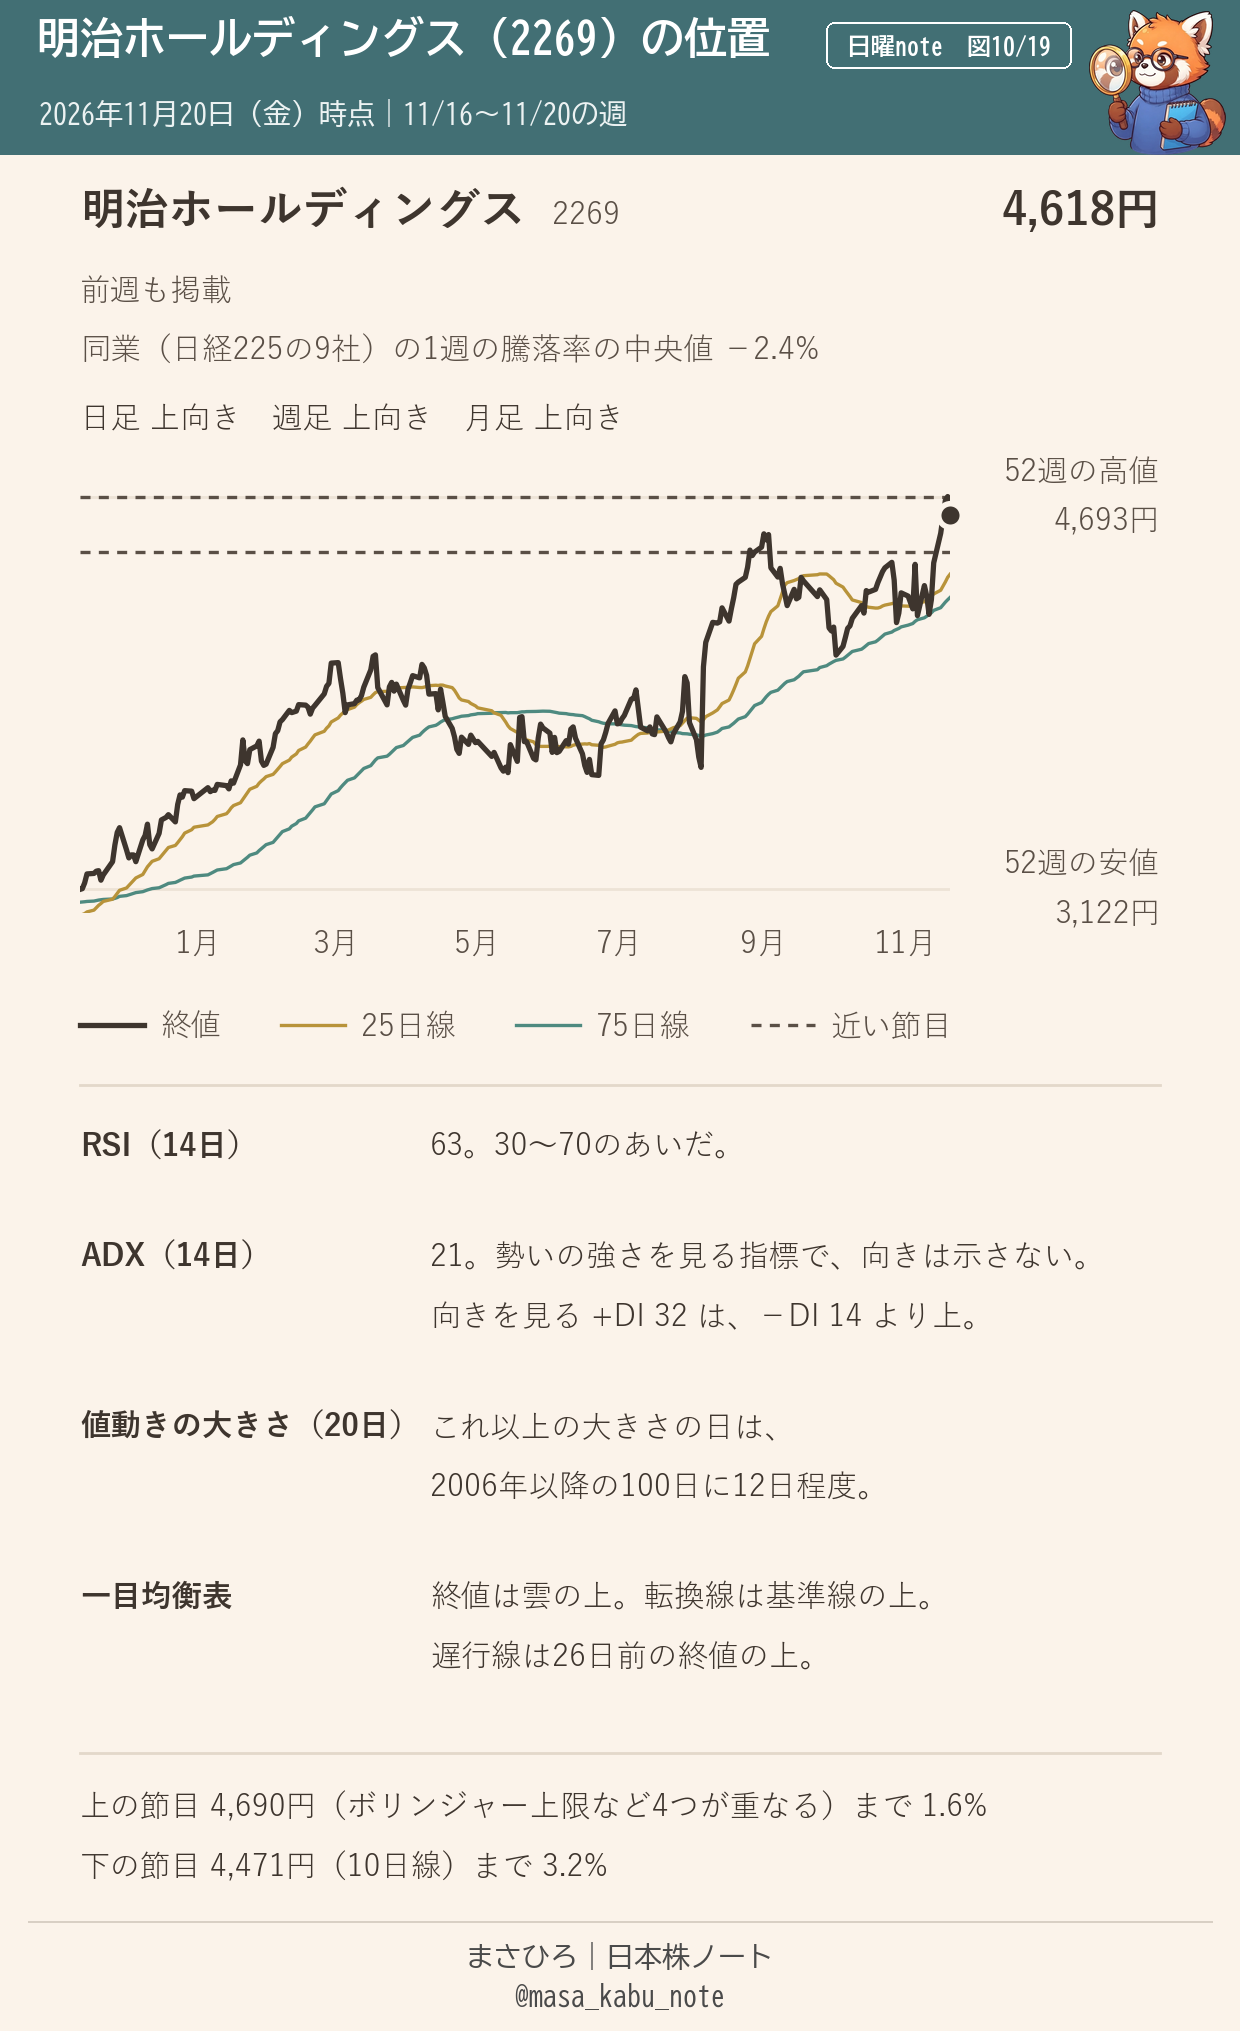 明治ホールディングス（2269）の位置
日曜note　図10/19
2026年11月20日（金）時点｜11/16～11/20の週
明治ホールディングス 2269 4,618円
前週も掲載
同業（日経225の9社）の1週の騰落率の中央値 －2.4%
日足 上向き　週足 上向き　月足 上向き
52週の高値
4,693円
52週の安値
3,122円
1月 3月 5月 7月 9月 11月
終値 25日線 75日線 近い節目
RSI（14日） 63。30～70のあいだ。
ADX（14日） 21。勢いの強さを見る指標で、向きは示さない。
向きを見る +DI 32 は、－DI 14 より上。
値動きの大きさ（20日） これ以上の大きさの日は、
2006年以降の100日に12日程度。
一目均衡表 終値は雲の上。転換線は基準線の上。
遅行線は26日前の終値の上。
上の節目 4,690円（ボリンジャー上限など4つが重なる）まで 1.6%
下の節目 4,471円（10日線）まで 3.2%
まさひろ｜日本株ノート
@masa_kabu_note